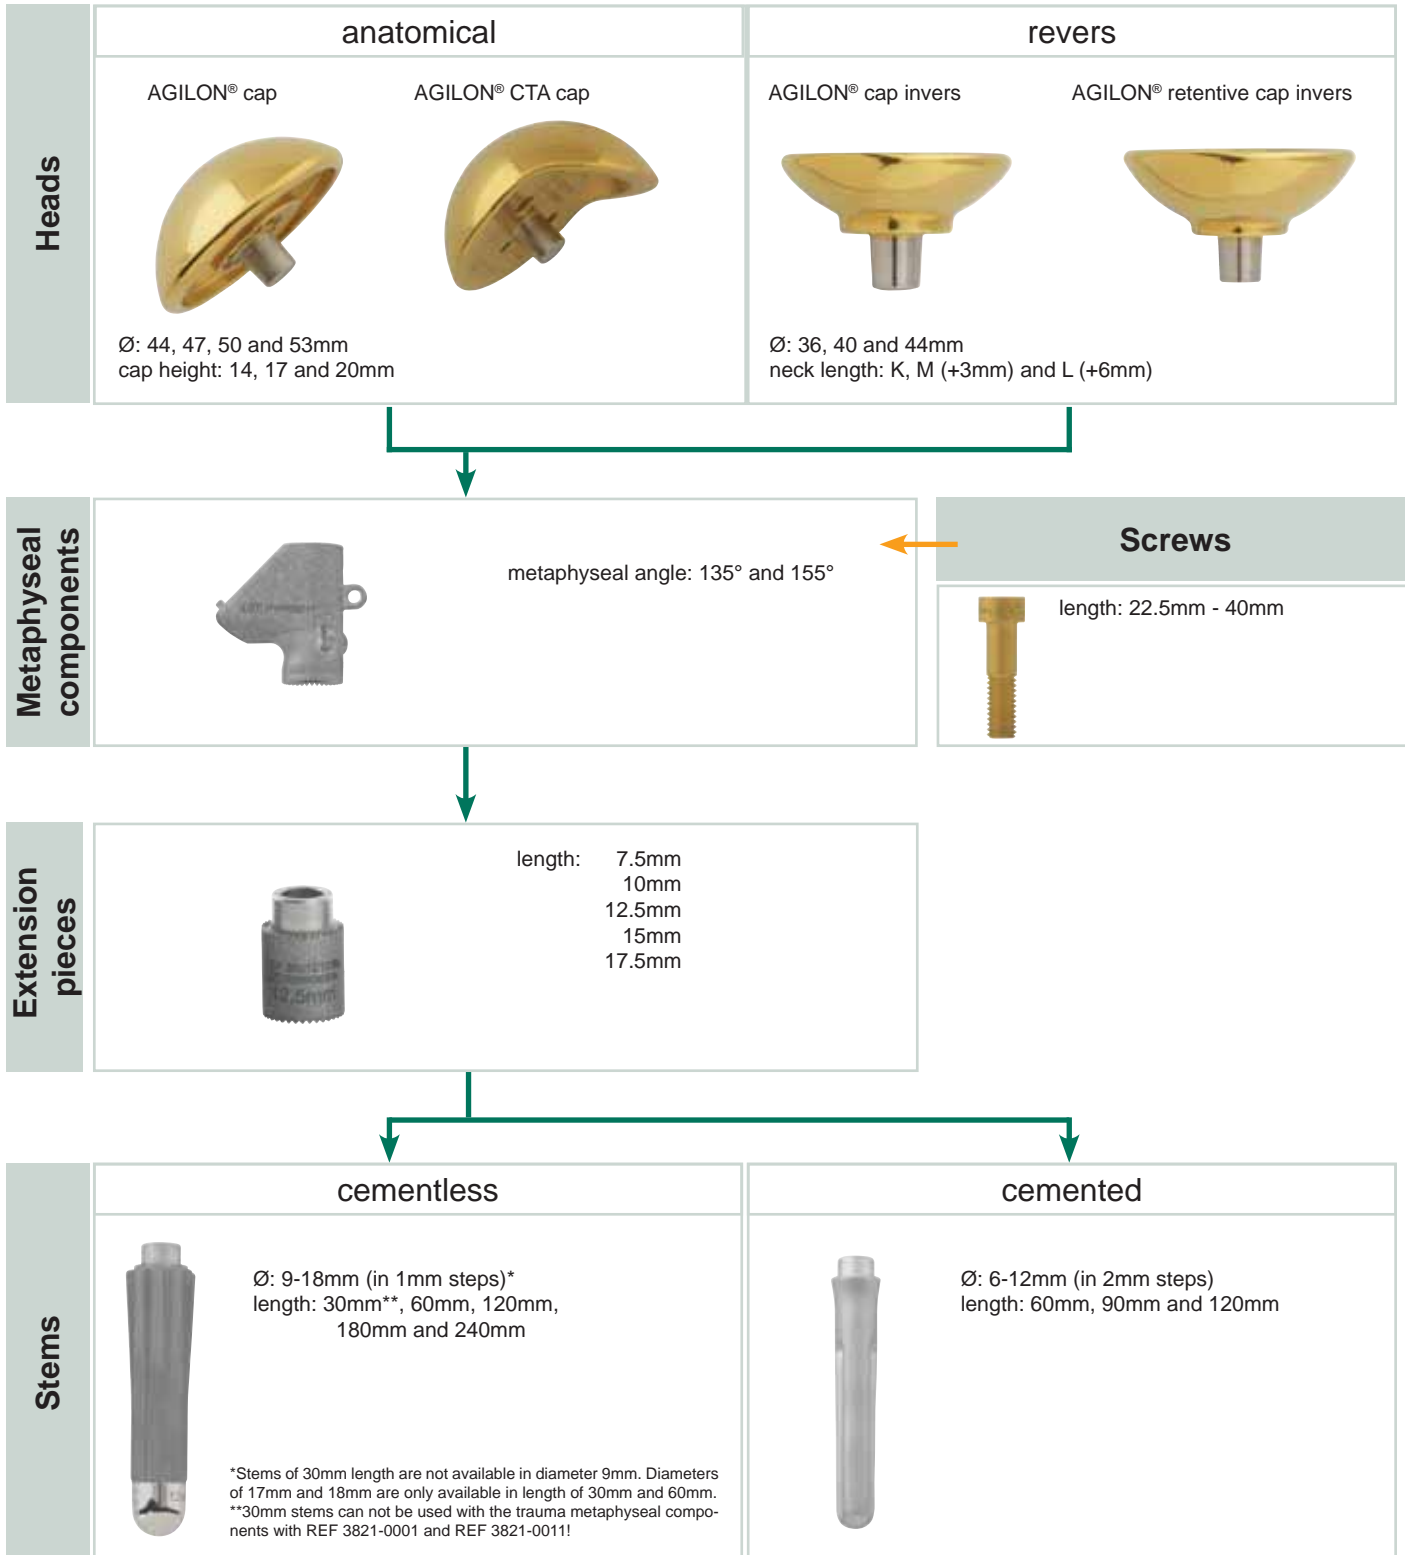 Heads
anatomical
AGILON® cap
AGILON® CTA cap
Ø: 44, 47, 50 and 53mm
cap height: 14, 17 and 20mm
revers
AGILON® cap invers
AGILON® retentive cap invers
Ø: 36, 40 and 44mm
neck length: K, M (+3mm) and L (+6mm)
Metaphyseal
components
metaphyseal angle: 135° and 155°
Screws
length: 22.5mm - 40mm
Extension
pieces
12.5mm
length: 7.5mm
10mm
12.5mm
15mm
17.5mm
Stems
cementless
Ø: 9-18mm (in 1mm steps)*
length: 30mm**, 60mm, 120mm,
180mm and 240mm
*Stems of 30mm length are not available in diameter 9mm. Diameters
of 17mm and 18mm are only available in length of 30mm and 60mm.
**30mm stems can not be used with the trauma metaphyseal compo-
nents with REF 3821-0001 and REF 3821-0011!
cemented
Ø: 6-12mm (in 2mm steps)
length: 60mm, 90mm and 120mm